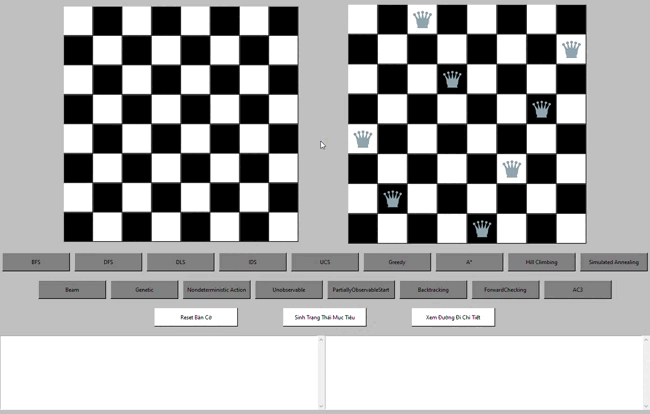 BFS DFS DLS IDS UCS Greedy A* Hill Climbing Simulated Annealing
Beam Genetic Nondeterministic Action Unobservable PartiallyObservableStart Backtracking ForwardChecking AC3
Reset Bàn Cờ Sinh Trạng Thái Mục Tiêu Xem Đường Đi Chi Tiết